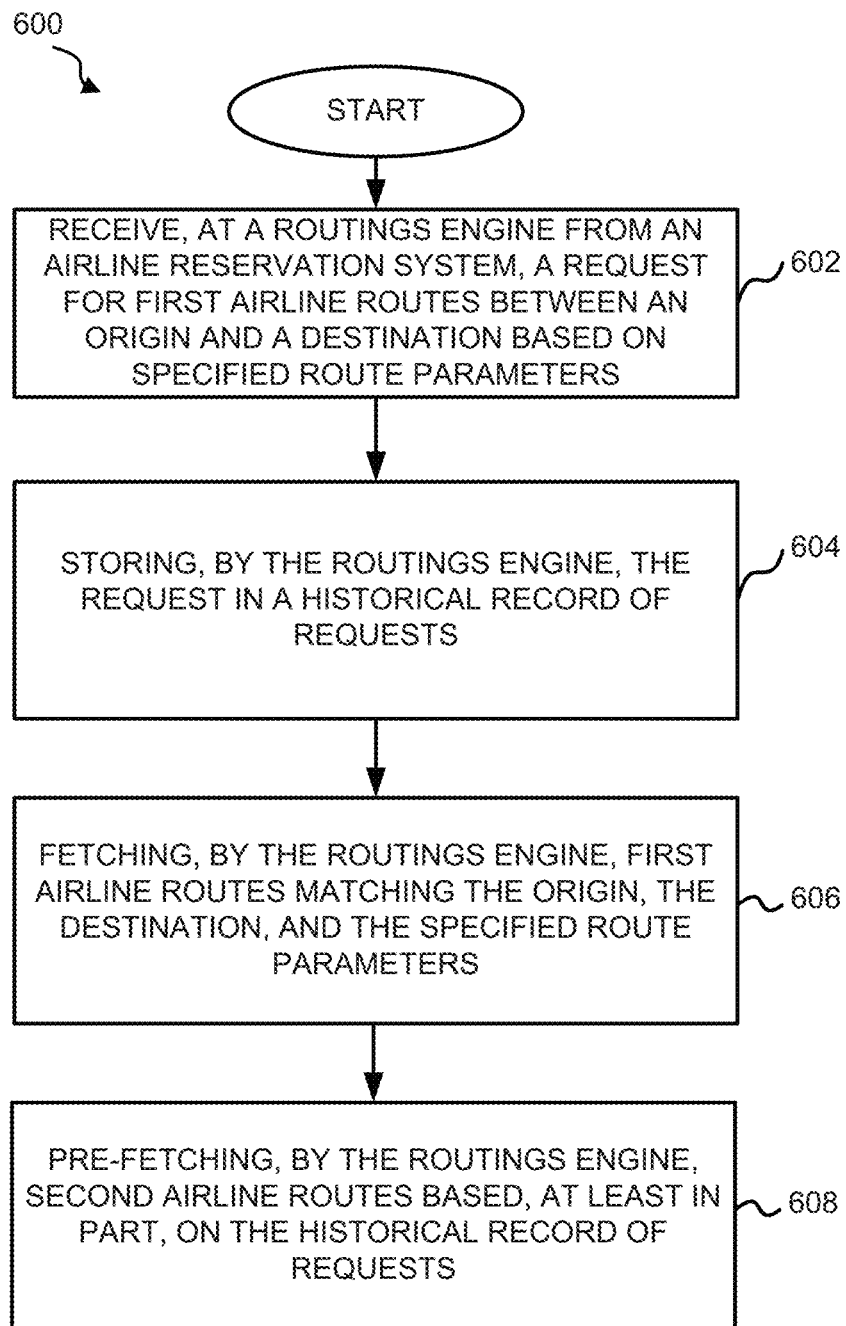 600
START
RECEIVE, AT A ROUTINGS ENGINE FROM AN
AIRLINE RESERVATION SYSTEM, A REQUEST
FOR FIRST AIRLINE ROUTES BETWEEN AN
ORIGIN AND A DESTINATION BASED ON
SPECIFIED ROUTE PARAMETERS
602
STORING, BY THE ROUTINGS ENGINE, THE
REQUEST IN A HISTORICAL RECORD OF
REQUESTS
604
FETCHING, BY THE ROUTINGS ENGINE, FIRST
AIRLINE ROUTES MATCHING THE ORIGIN, THE
DESTINATION, AND THE SPECIFIED ROUTE
PARAMETERS
606
PRE-FETCHING, BY THE ROUTINGS ENGINE,
SECOND AIRLINE ROUTES BASED, AT LEAST IN
PART, ON THE HISTORICAL RECORD OF
REQUESTS
608